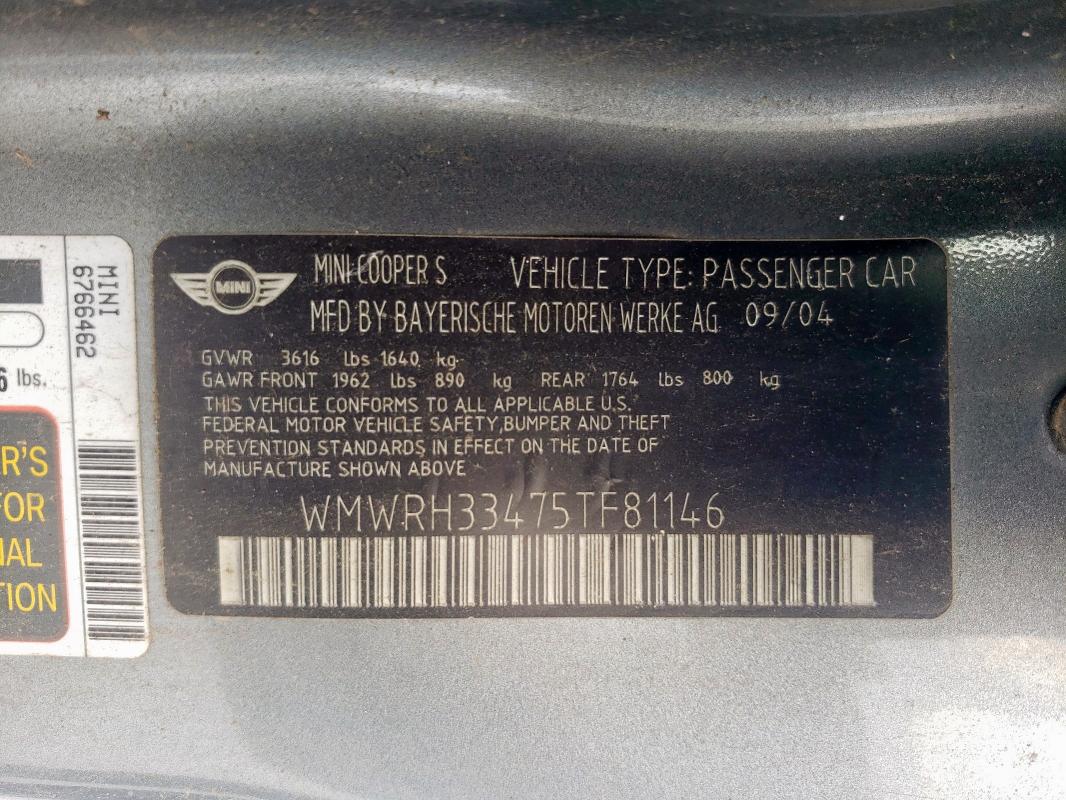 MINI
6766462
6 lbs.
R'S
FOR
NAL
TION
MINI
MINI COOPER S VEHICLE TYPE: PASSENGER CAR
MFD BY BAYERISCHE MOTOREN WERKE AG 09/04
GVWR 3616 lbs 1640 kg
GAWR FRONT 1962 lbs 890 kg REAR 1764 lbs 800 kg
THIS VEHICLE CONFORMS TO ALL APPLICABLE U.S.
FEDERAL MOTOR VEHICLE SAFETY,BUMPER AND THEFT
PREVENTION STANDARDS IN EFFECT ON THE DATE OF
MANUFACTURE SHOWN ABOVE
WMWRH33475TF81146